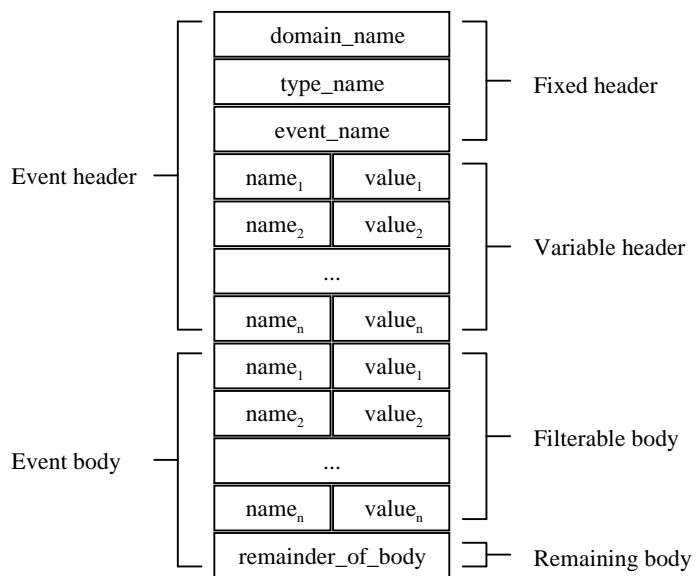 domain_name
type_name
Fixed header
event_name
Event header
name₁ value₁
name₂ value₂
Variable header
...
nameₙ valueₙ
name₁ value₁
name₂ value₂
Filterable body
Event body
...
nameₙ valueₙ
remainder_of_body
Remaining body